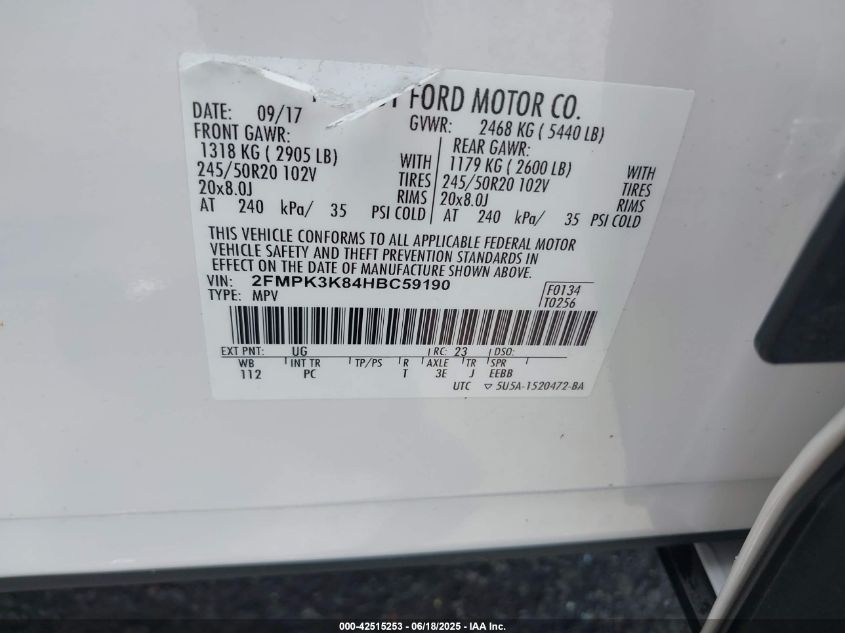 FORD MOTOR CO.
DATE: 09/17 GVWR: 2468 KG ( 5440 LB)
FRONT GAWR: REAR GAWR:
1318 KG ( 2905 LB) WITH 1179 KG ( 2600 LB) WITH
245/50R20 102V TIRES 245/50R20 102V TIRES
20x8.0J RIMS 20x8.0J RIMS
AT 240 kPa/ 35 PSI COLD AT 240 kPa/ 35 PSI COLD
THIS VEHICLE CONFORMS TO ALL APPLICABLE FEDERAL MOTOR
VEHICLE SAFETY AND THEFT PREVENTION STANDARDS IN
EFFECT ON THE DATE OF MANUFACTURE SHOWN ABOVE.
VIN: 2FMPK3K84HBC59190 F0134
TYPE: MPV T0256
EXT PNT: UG RC: 23 DSO:
WB INT TR TP/PS R AXLE TR SPR
112 PC T 3E J EEBB
UTC ▽ 5U5A-1520472-BA
000-42515253 - 06/18/2025 - IAA Inc.